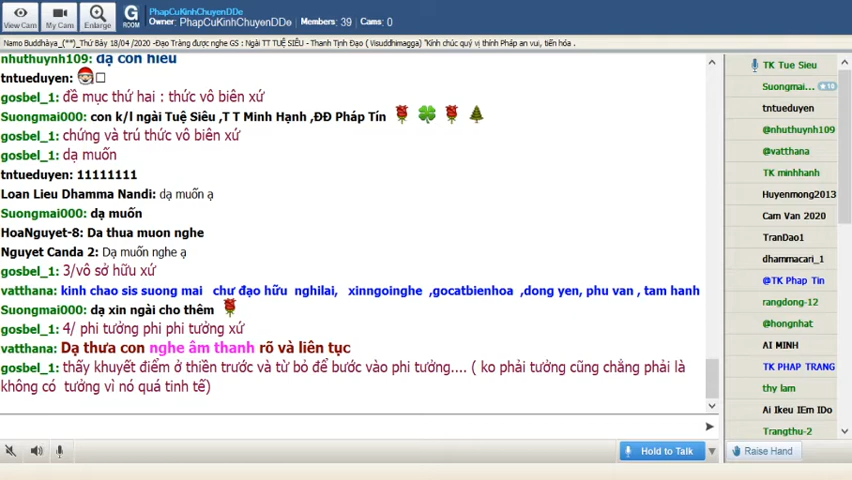 PhapCuKinhChuyenDDe
Owner: PhapCuKinhChuyenDDe Members: 39 Cams: 0
View Cam
My Cam
Enlarge
G
ROOM
Namo Buddhàya_(**)_Thứ Bảy 18/04 /2020 -Đạo Tràng được nghe GS : Ngài TT TUỆ SIÊU - Thanh Tịnh Đạo ( Visuddhimagga) "Kính chúc quý vị thính Pháp an vui, tiến hóa .
nhuthuynh109: dạ con hiểu
tntueduyen:
gosbel_1: đề mục thứ hai : thức vô biên xứ
Suongmai000: con k/l ngài Tuệ Siêu ,T T Minh Hạnh ,ĐĐ Pháp Tín
gosbel_1: chứng và trú thức vô biên xứ
gosbel_1: dạ muốn
tntueduyen: 11111111
Loan Lieu Dhamma Nandi: dạ muốn ạ
Suongmai000: dạ muốn
HoaNguyet-8: Da thua muon nghe
Nguyet Canda 2: Dạ muốn nghe ạ
gosbel_1: 3/vô sở hữu xứ
vatthana: kinh chao sis suong mai chư đạo hữu nghilai, xinngoinghe ,gocatbienhoa ,dong yen, phu van , tam hanh
Suongmai000: dạ xin ngài cho thêm
gosbel_1: 4/ phi tưởng phi phi tưởng xứ
vatthana: Dạ thưa con nghe âm thanh rõ và liên tục
gosbel_1: thấy khuyết điểm ở thiền trước và từ bỏ để bước vào phi tưởng.... ( ko phải tưởng cũng chẳng phải là
không có tưởng vì nó quá tinh tế)
Hold to Talk
TK Tue Sieu
Suongmai... 10
tntueduyen
@nhuthuynh109
@vatthana
TK minhhanh
Huyenmong2013
Cam Van 2020
TranDao1
dhammacari_1
@TK Phap Tin
rangdong-12
@hongnhat
AI MINH
TK PHAP TRANG
thy lam
Ai Ikeu IEm IDo
Trangthu-2
Raise Hand